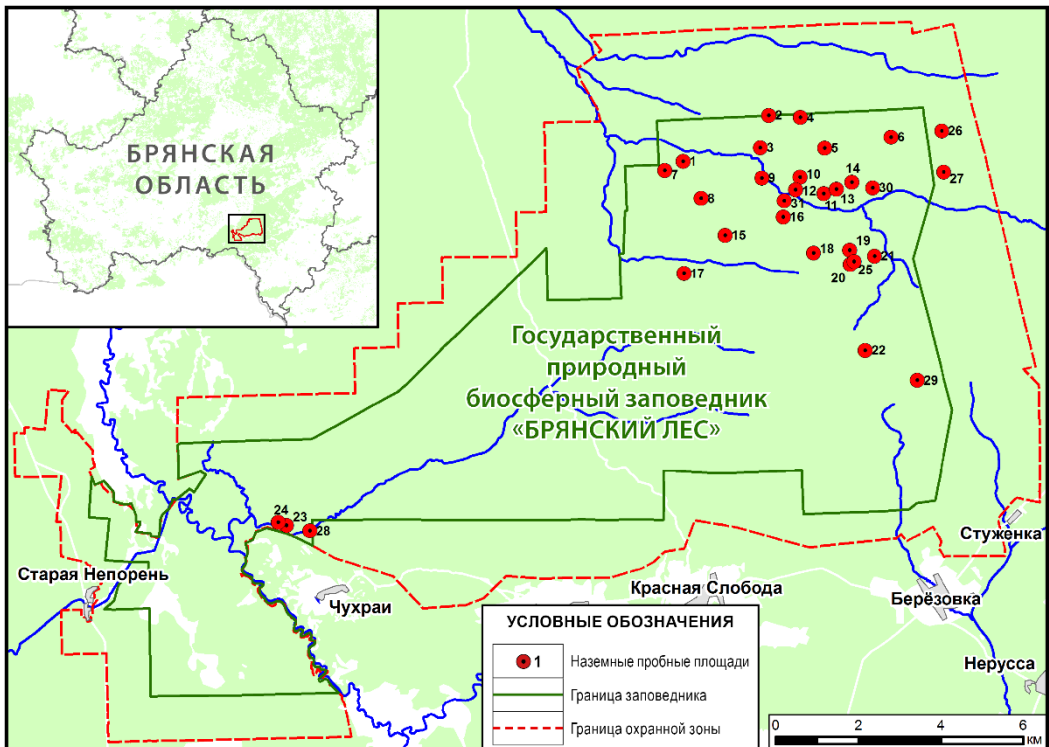 БРЯНСКАЯ
ОБЛАСТЬ
2
4
6
26
3
5
1
7
27
9
10
14
12
13
30
8
31
11
16
15
18
19
21
25
20
17
22
29
Государственный
природный
биосферный заповедник
«БРЯНСКИЙ ЛЕС»
24
23
28
Стуженка
Старая Непорень
Чухраи
Красная Слобода
Берёзовка
Нерусса
УСЛОВНЫЕ ОБОЗНАЧЕНИЯ
1 Наземные пробные площади
Граница заповедника
Граница охранной зоны
0 2 4 6
км